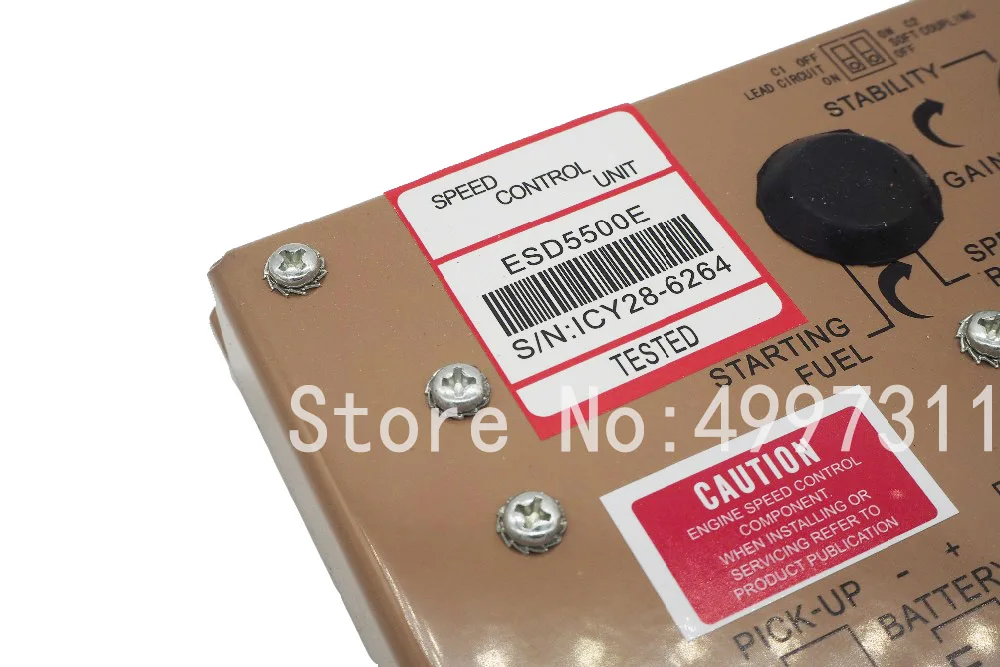 C1 OFF
LEAD CIRCUIT ON
ON C2
SOFT COUPLING
OFF
STABILITY
GAIN
SPEED CONTROL UNIT
ESD5500E
S/N:ICY28-6264
TESTED
STARTING
FUEL
Store No:4997311
CAUTION
ENGINE SPEED CONTROL
COMPONENT.
WHEN INSTALLING OR
SERVICING REFER TO
PRODUCT PUBLICATION
PICK-UP
- +
BATTERY